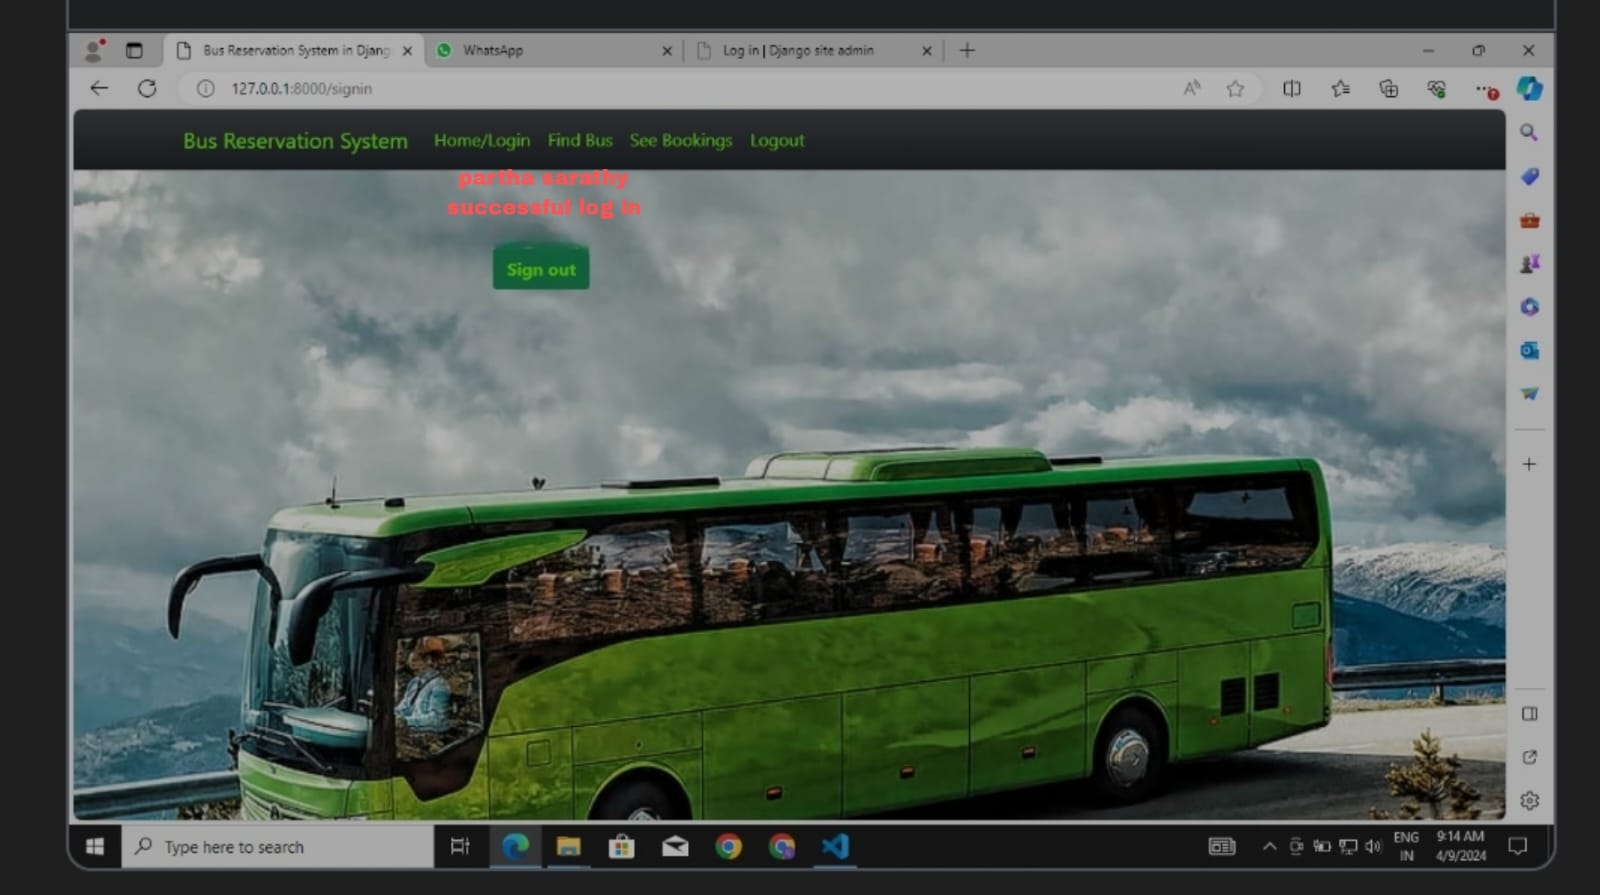 Bus Reservation System in Djang
WhatsApp
Log in | Django site admin
127.0.0.1:8000/signin
Bus Reservation System
Home/Login
Find Bus
See Bookings
Logout
partha sarathy
successful log in
Sign out
Type here to search
ENG
IN
9:14 AM
4/9/2024